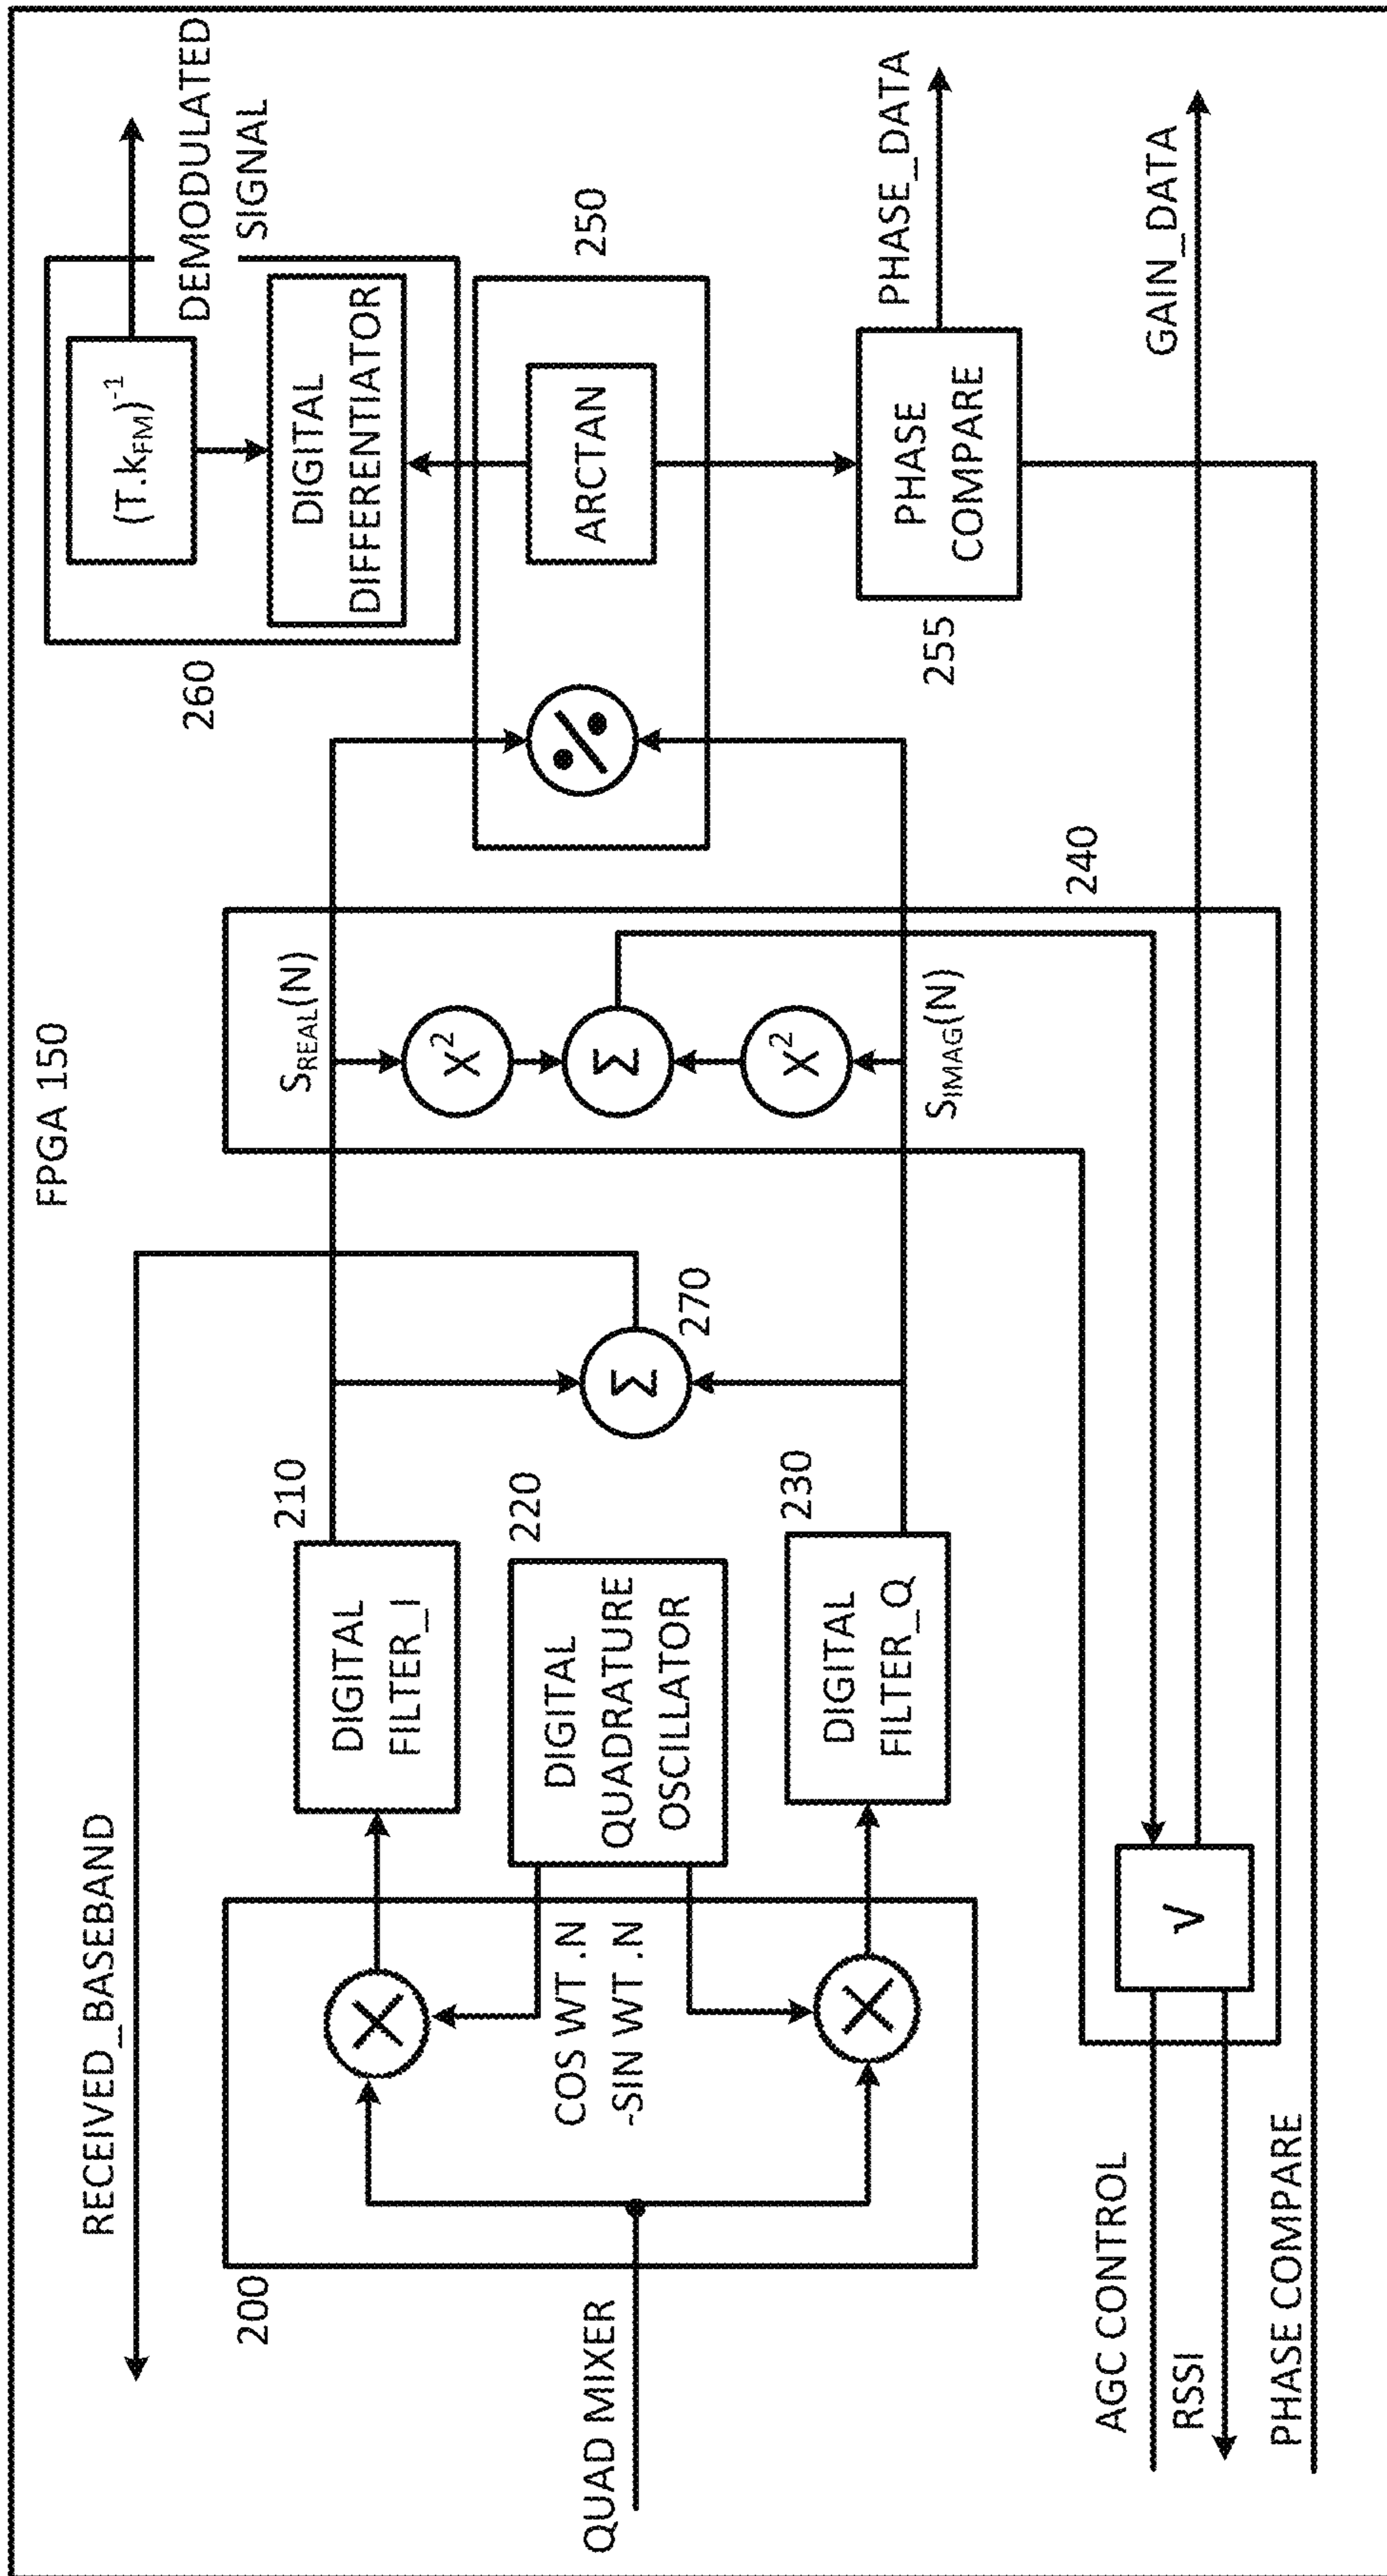 FPGA 150
RECEIVED_BASEBAND
200
QUAD MIXER
COS WT .N
-SIN WT .N
210
DIGITAL
FILTER_I
220
DIGITAL
QUADRATURE
OSCILLATOR
230
DIGITAL
FILTER_Q
Σ
270
SREAL(N)
X²
Σ
X²
SIMAG(N)
240
260
(T.kFM)⁻¹
DEMODULATED
SIGNAL
DIGITAL
DIFFERENTIATOR
250
ARCTAN
255
PHASE
COMPARE
PHASE_DATA
GAIN_DATA
AGC CONTROL
RSSI
PHASE COMPARE
√